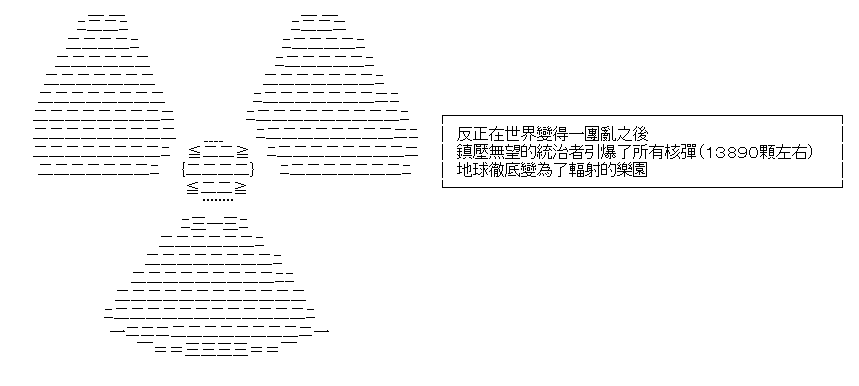 反正在世界變得一團亂之後
鎮壓無望的統治者引爆了所有核彈(13890顆左右)
地球徹底變為了輻射的樂園